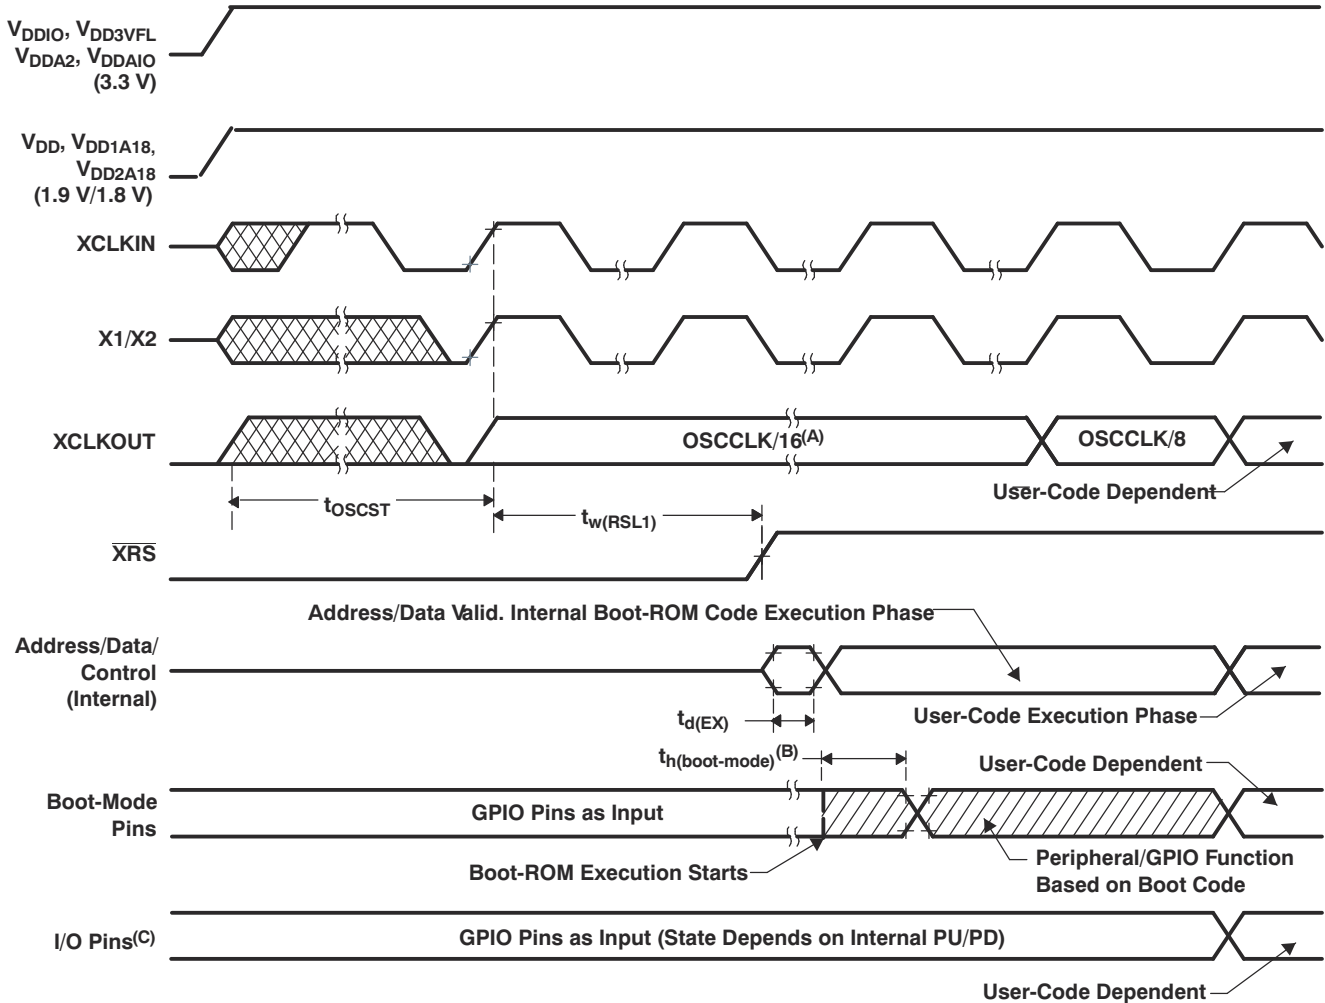 VDDIO, VDD3VFL
VDDA2, VDDAIO
(3.3 V)
VDD, VDD1A18,
VDD2A18
(1.9 V/1.8 V)
XCLKIN
X1/X2
XCLKOUT
OSCCLK/16(A)
OSCCLK/8
User-Code Dependent
tOSCST
tw(RSL1)
XRS
Address/Data Valid. Internal Boot-ROM Code Execution Phase
Address/Data/
Control
(Internal)
td(EX)
User-Code Execution Phase
th(boot-mode)(B)
User-Code Dependent
Boot-Mode
Pins
GPIO Pins as Input
Boot-ROM Execution Starts
Peripheral/GPIO Function
Based on Boot Code
I/O Pins(C)
GPIO Pins as Input (State Depends on Internal PU/PD)
User-Code Dependent